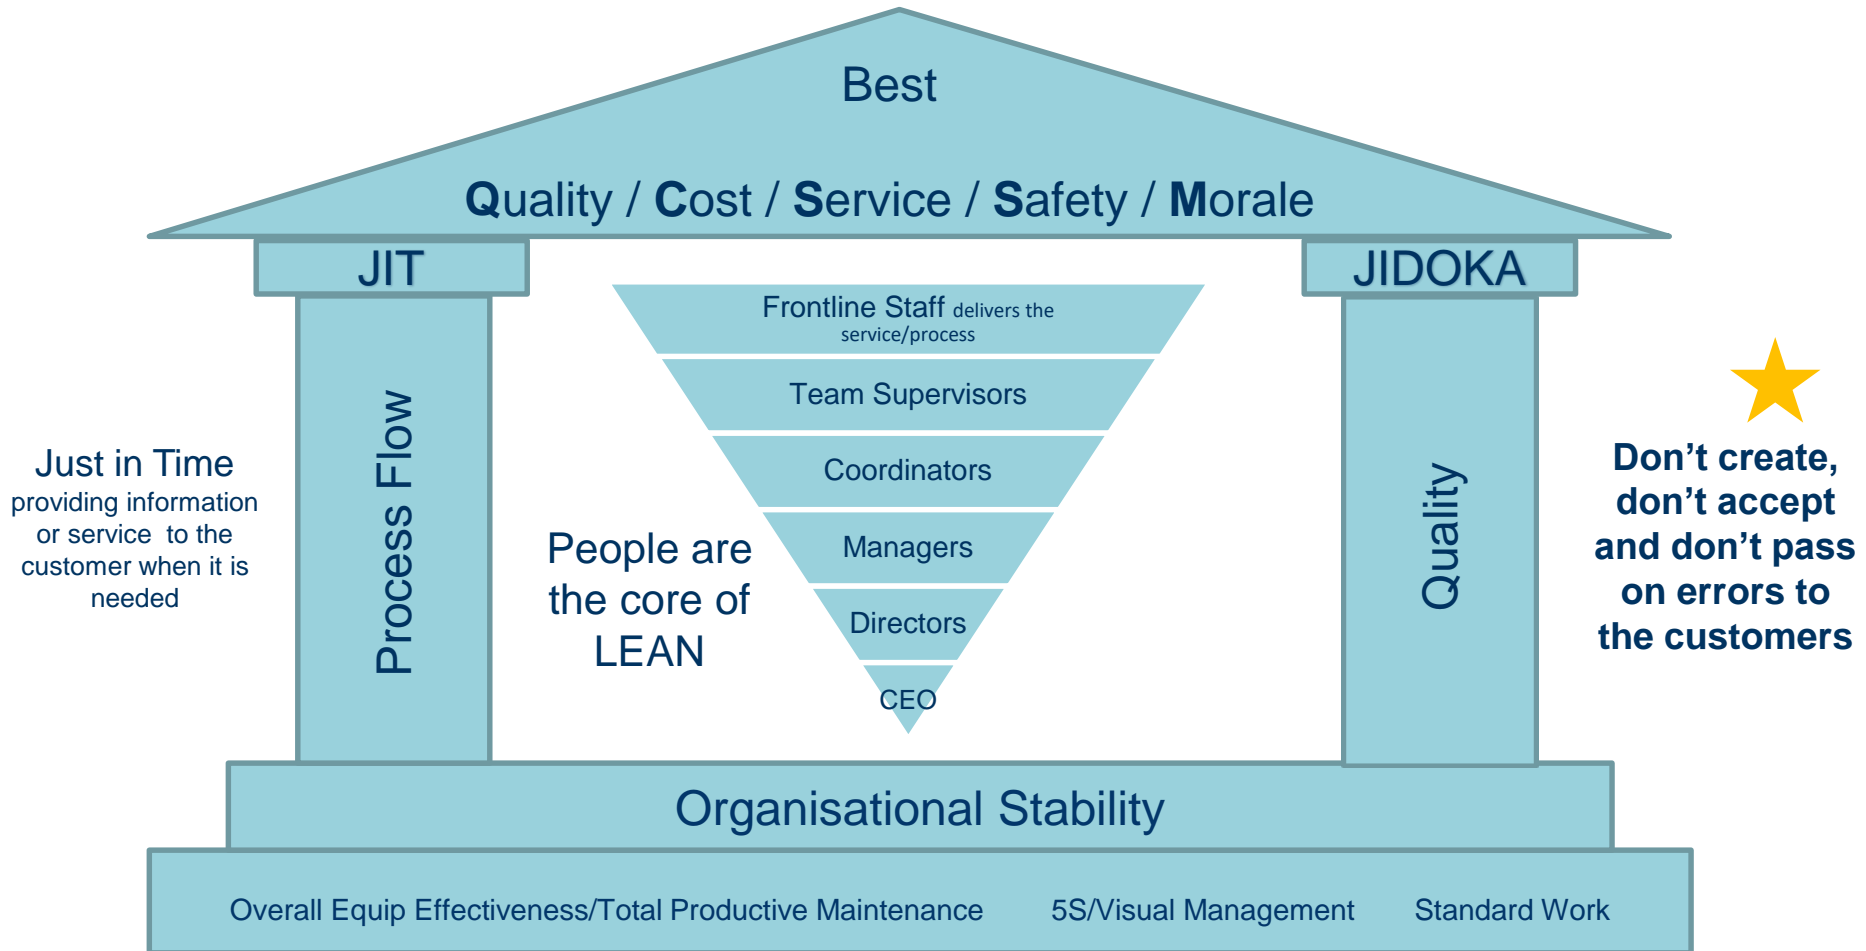 Best
Quality / Cost / Service / Safety / Morale
JIT
JIDOKA
Frontline Staff delivers the
service/process
Team Supervisors
Coordinators
Managers
Directors
CEO
Just in Time
providing information
or service to the
customer when it is
needed
Process Flow
People are
the core of
LEAN
Quality
Don’t create,
don’t accept
and don’t pass
on errors to
the customers
Organisational Stability
Overall Equip Effectiveness/Total Productive Maintenance 5S/Visual Management Standard Work